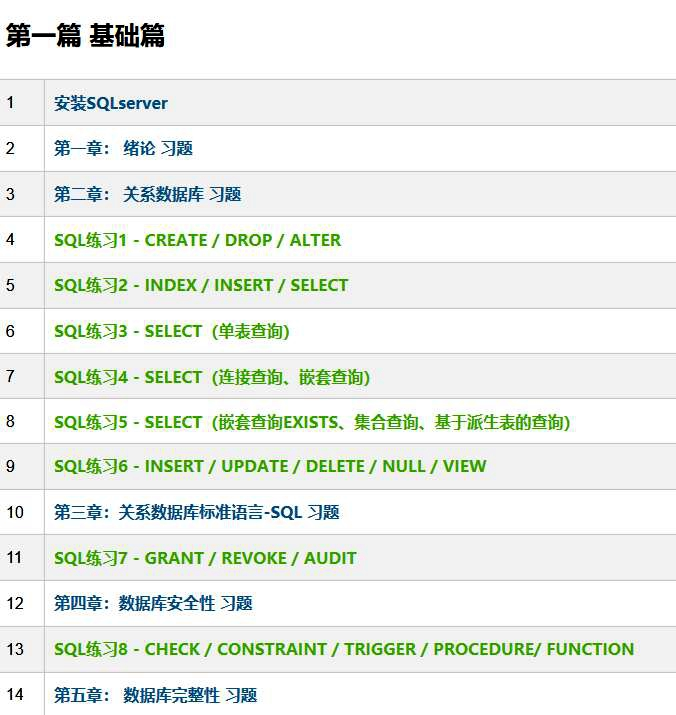 第一篇 基础篇
1 安装SQLserver
2 第一章： 绪论 习题
3 第二章： 关系数据库 习题
4 SQL练习1 - CREATE / DROP / ALTER
5 SQL练习2 - INDEX / INSERT / SELECT
6 SQL练习3 - SELECT（单表查询）
7 SQL练习4 - SELECT（连接查询、嵌套查询）
8 SQL练习5 - SELECT（嵌套查询EXISTS、集合查询、基于派生表的查询）
9 SQL练习6 - INSERT / UPDATE / DELETE / NULL / VIEW
10 第三章：关系数据库标准语言-SQL 习题
11 SQL练习7 - GRANT / REVOKE / AUDIT
12 第四章：数据库安全性 习题
13 SQL练习8 - CHECK / CONSTRAINT / TRIGGER / PROCEDURE/ FUNCTION
14 第五章： 数据库完整性 习题